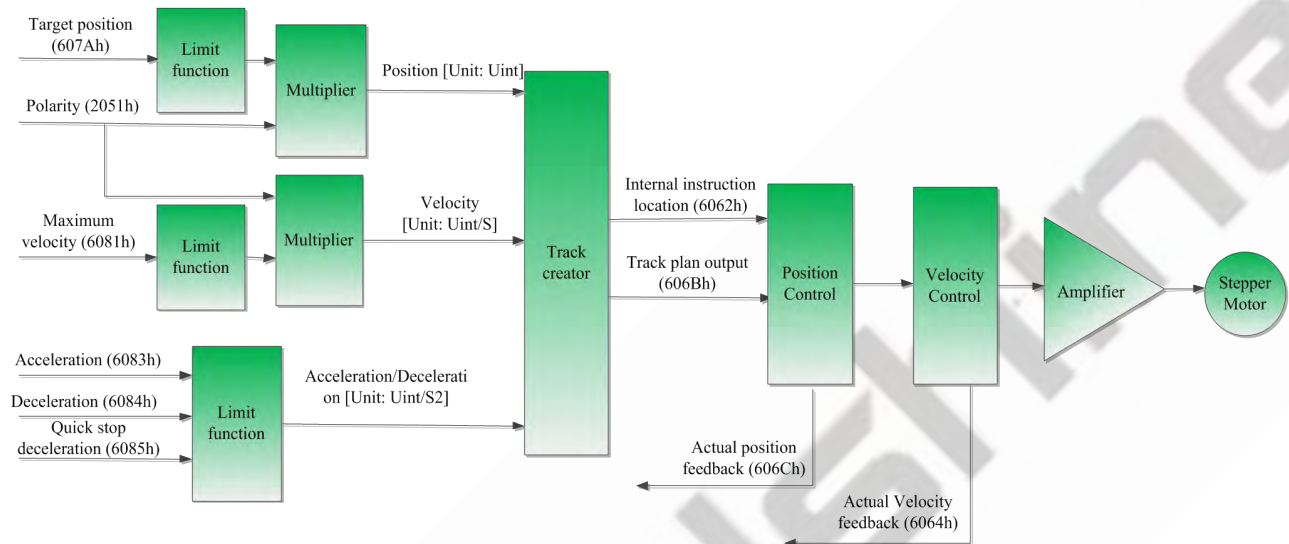 Target position
(607Ah)
Limit
function
Multiplier
Position [Unit: Uint]
Polarity (2051h)
Maximum
velocity (6081h)
Limit
function
Multiplier
Velocity
[Unit: Uint/S]
Track
creator
Internal instruction
location (6062h)
Track plan output
(606Bh)
Position
Control
Velocity
Control
Amplifier
Stepper
Motor
Acceleration (6083h)
Deceleration (6084h)
Quick stop
deceleration (6085h)
Limit
function
Acceleration/Decelerati
on [Unit: Uint/S2]
Actual position
feedback (606Ch)
Actual Velocity
feedback (6064h)